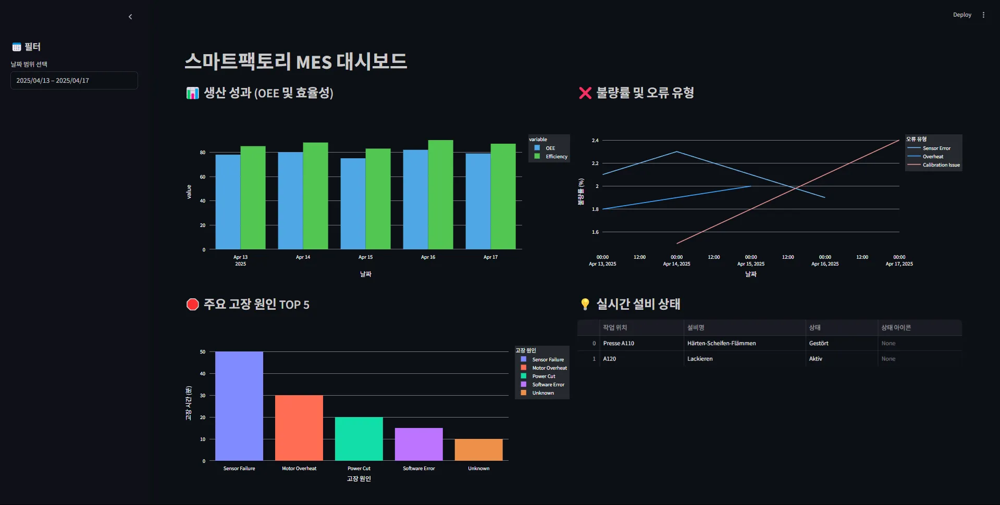 Deploy
필터
날짜 범위 선택
2025/04/13 – 2025/04/17
스마트팩토리 MES 대시보드
생산 성과 (OEE 및 효율성)
variable
OEE
Efficiency
value
80
60
40
20
0
Apr 13
2025
Apr 14
Apr 15
Apr 16
Apr 17
날짜
불량률 및 오류 유형
오류 유형
Sensor Error
Overheat
Calibration Issue
불량률 (%)
2.4
2.2
2
1.8
1.6
00:00
12:00
00:00
12:00
00:00
12:00
00:00
12:00
00:00
Apr 13, 2025
Apr 14, 2025
Apr 15, 2025
Apr 16, 2025
Apr 17, 2025
날짜
주요 고장 원인 TOP 5
고장 원인
Sensor Failure
Motor Overheat
Power Cut
Software Error
Unknown
고장 시간 (분)
50
40
30
20
10
0
Sensor Failure
Motor Overheat
Power Cut
Software Error
Unknown
고장 원인
실시간 설비 상태
작업 위치 설비명 상태 상태 아이콘
0 Presse A110 Härten-Scheifen-Flämmen Gestört None
1 A120 Lackieren Aktiv None